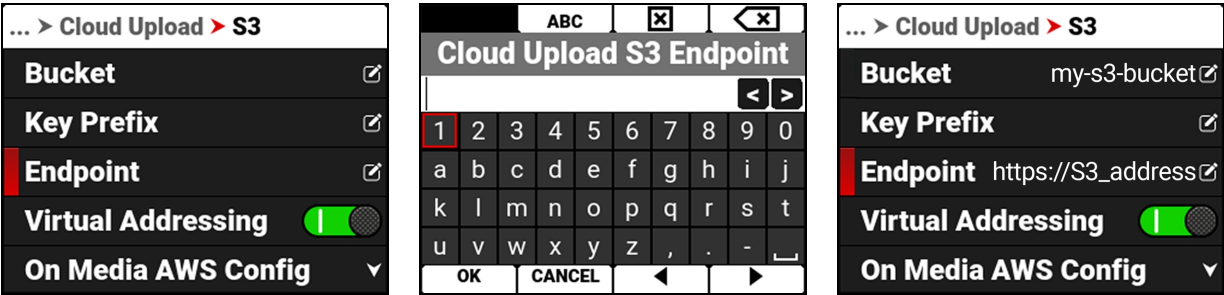 ... > Cloud Upload > S3
Bucket
Key Prefix
Endpoint
Virtual Addressing
On Media AWS Config
ABC
Cloud Upload S3 Endpoint
< >
1 2 3 4 5 6 7 8 9 0
a b c d e f g h i j
k l m n o p q r s t
u v w x y z , . -
OK CANCEL
... > Cloud Upload > S3
Bucket my-s3-bucket
Key Prefix
Endpoint https://S3_address
Virtual Addressing
On Media AWS Config